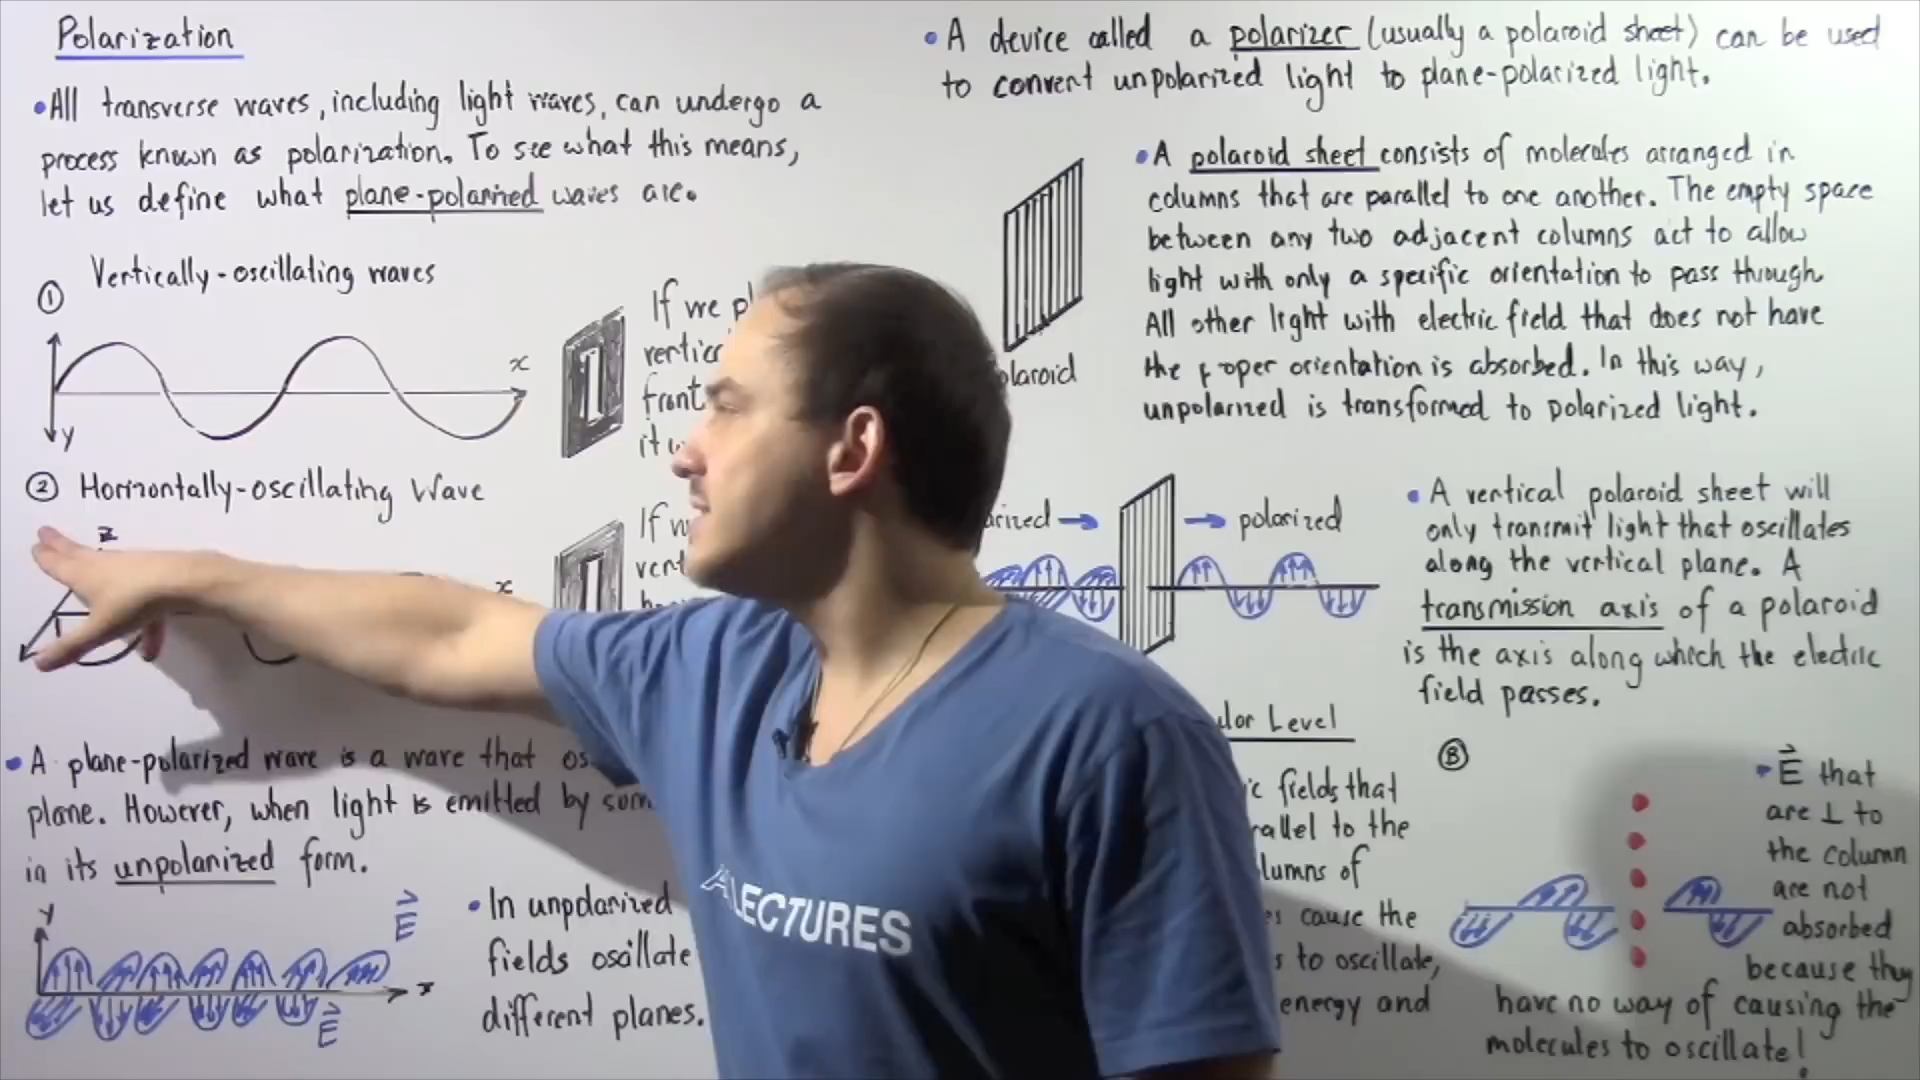 Polarization
• All transverse waves, including light waves, can undergo a
process known as polarization. To see what this means,
let us define what plane-polarized waves are.
① Vertically-oscillating waves
x
y
If we
vertic
front
it
② Horizontally-oscillating Wave
z
x
If
vert
• A plane-polarized wave is a wave that os
plane. However, when light is emitted by som
in its unpolarized form.
y
E
x
E
• In unpolarized
fields oscillate
different planes.
• A device called a polarizer (usually a polaroid sheet) can be used
to convert unpolarized light to plane-polarized light.
olaroid
• A polaroid sheet consists of molecules arranged in
columns that are parallel to one another. The empty space
between any two adjacent columns act to allow
light with only a specific orientation to pass through.
All other light with electric field that does not have
the proper orientation is absorbed. In this way,
unpolarized is transformed to polarized light.
arized → → polarized
• A vertical polaroid sheet will
only transmit light that oscillates
along the vertical plane. A
transmission axis of a polaroid
is the axis along which the electric
field passes.
ular Level
ic fields that
rallel to the
lumns of
cause the
s to oscillate,
energy and
Ⓑ
• E⃗ that
are ⊥ to
the column
are not
absorbed
because they
have no way of causing the
molecules to oscillate!
LECTURES